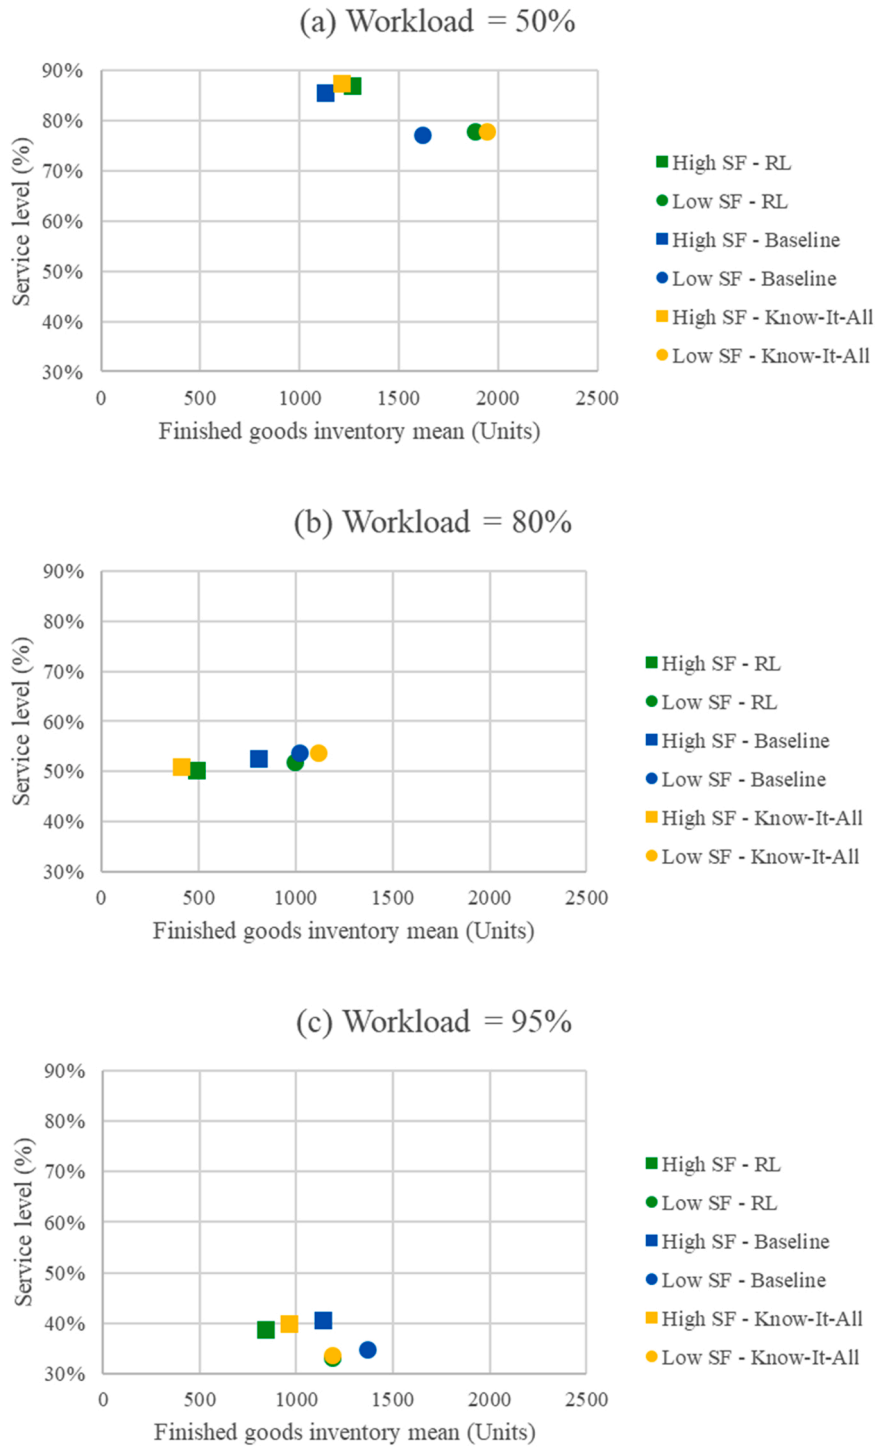 (a) Workload = 50%
90%
80%
70%
60%
50%
40%
30%
Service level (%)
0 500 1000 1500 2000 2500
Finished goods inventory mean (Units)
High SF - RL
Low SF - RL
High SF - Baseline
Low SF - Baseline
High SF - Know-It-All
Low SF - Know-It-All
(b) Workload = 80%
90%
80%
70%
60%
50%
40%
30%
Service level (%)
0 500 1000 1500 2000 2500
Finished goods inventory mean (Units)
High SF - RL
Low SF - RL
High SF - Baseline
Low SF - Baseline
High SF - Know-It-All
Low SF - Know-It-All
(c) Workload = 95%
90%
80%
70%
60%
50%
40%
30%
Service level (%)
0 500 1000 1500 2000 2500
Finished goods inventory mean (Units)
High SF - RL
Low SF - RL
High SF - Baseline
Low SF - Baseline
High SF - Know-It-All
Low SF - Know-It-All